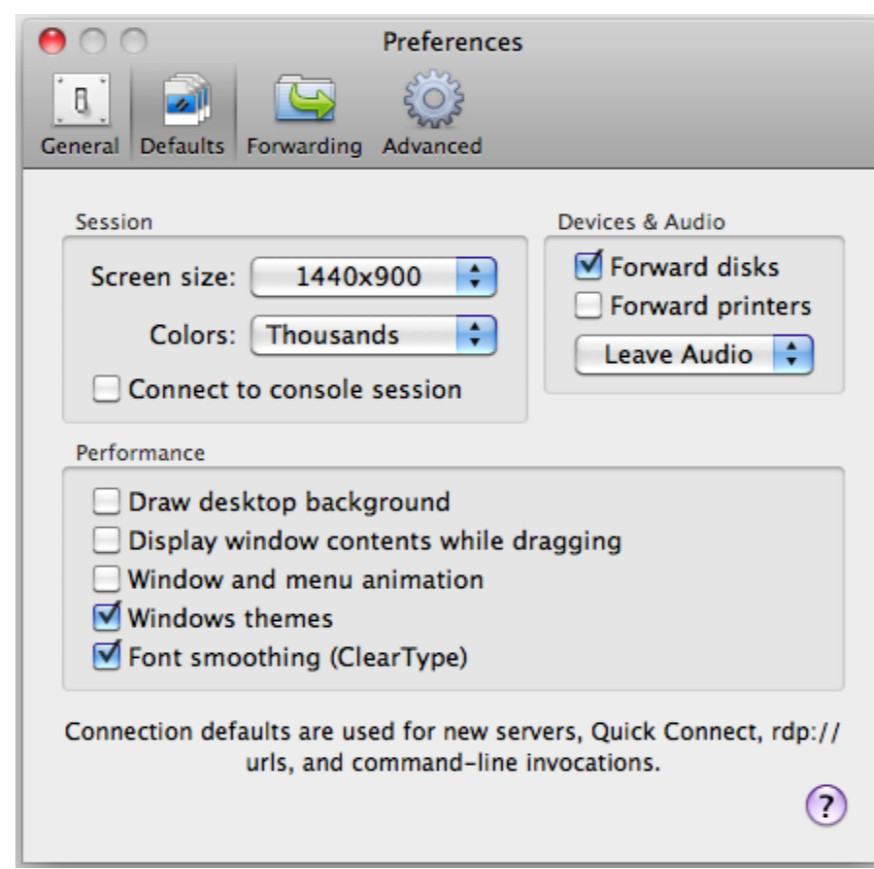 Preferences
General Defaults Forwarding Advanced
Session
Screen size: 1440x900
Colors: Thousands
Connect to console session
Devices & Audio
Forward disks
Forward printers
Leave Audio
Performance
Draw desktop background
Display window contents while dragging
Window and menu animation
Windows themes
Font smoothing (ClearType)
Connection defaults are used for new servers, Quick Connect, rdp://
urls, and command-line invocations.
?